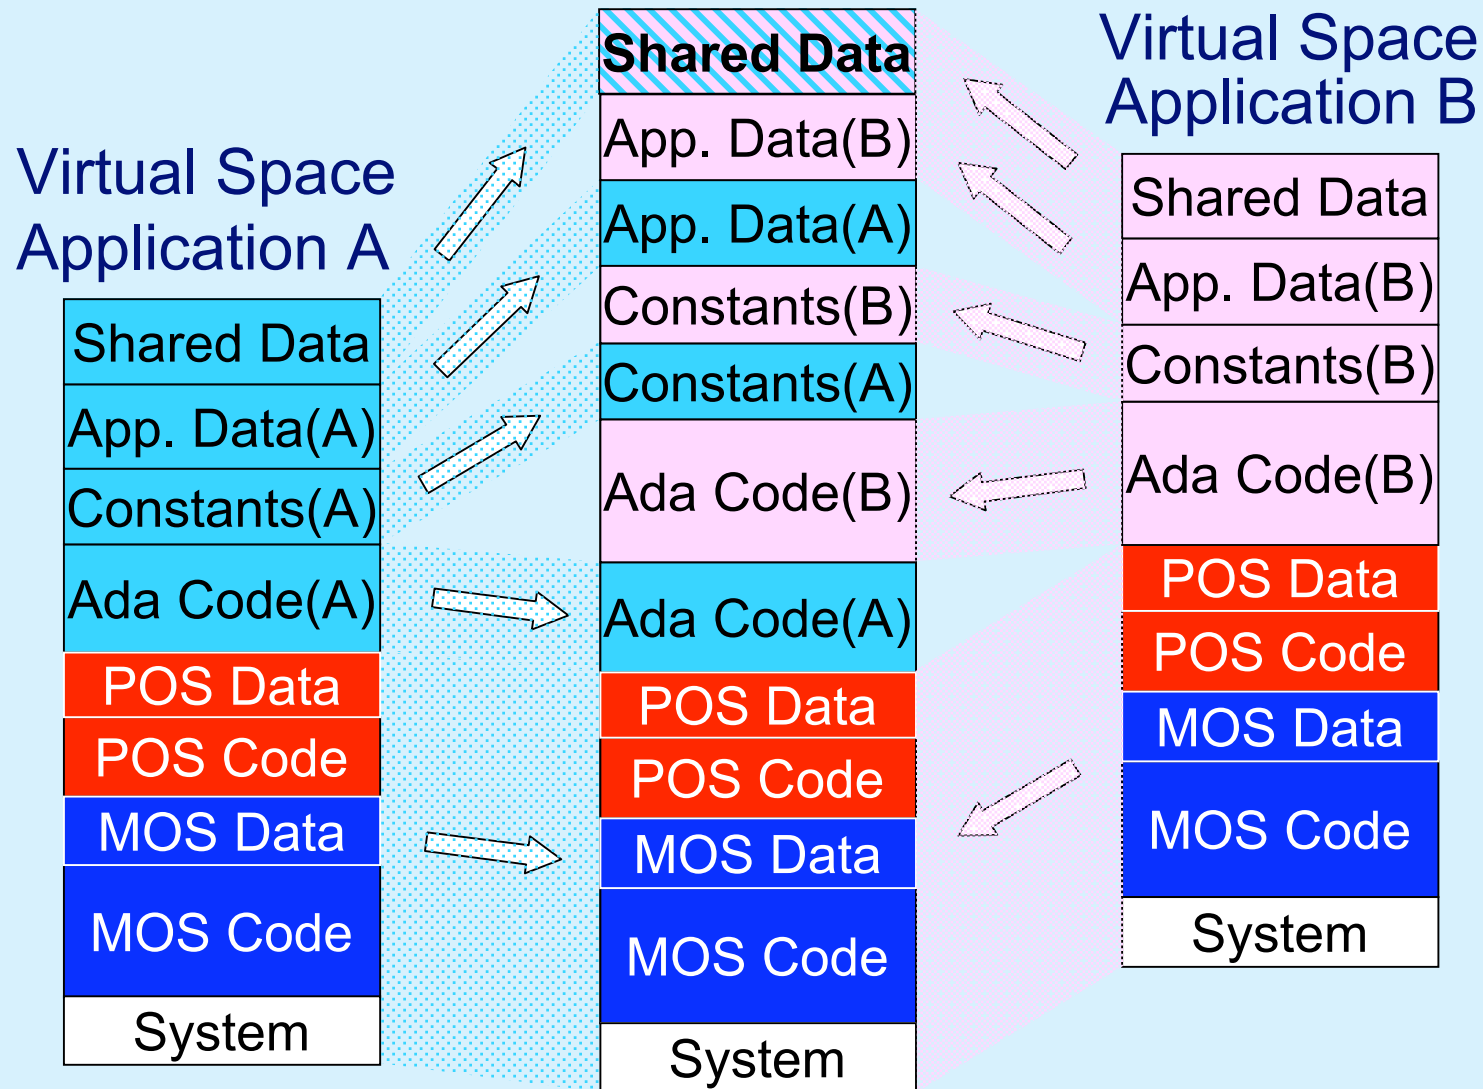 Virtual Space
Application A
Shared Data
App. Data(A)
Constants(A)
Ada Code(A)
POS Data
POS Code
MOS Data
MOS Code
System
Shared Data
App. Data(B)
App. Data(A)
Constants(B)
Constants(A)
Ada Code(B)
Ada Code(A)
POS Data
POS Code
MOS Data
MOS Code
System
Virtual Space
Application B
Shared Data
App. Data(B)
Constants(B)
Ada Code(B)
POS Data
POS Code
MOS Data
MOS Code
System